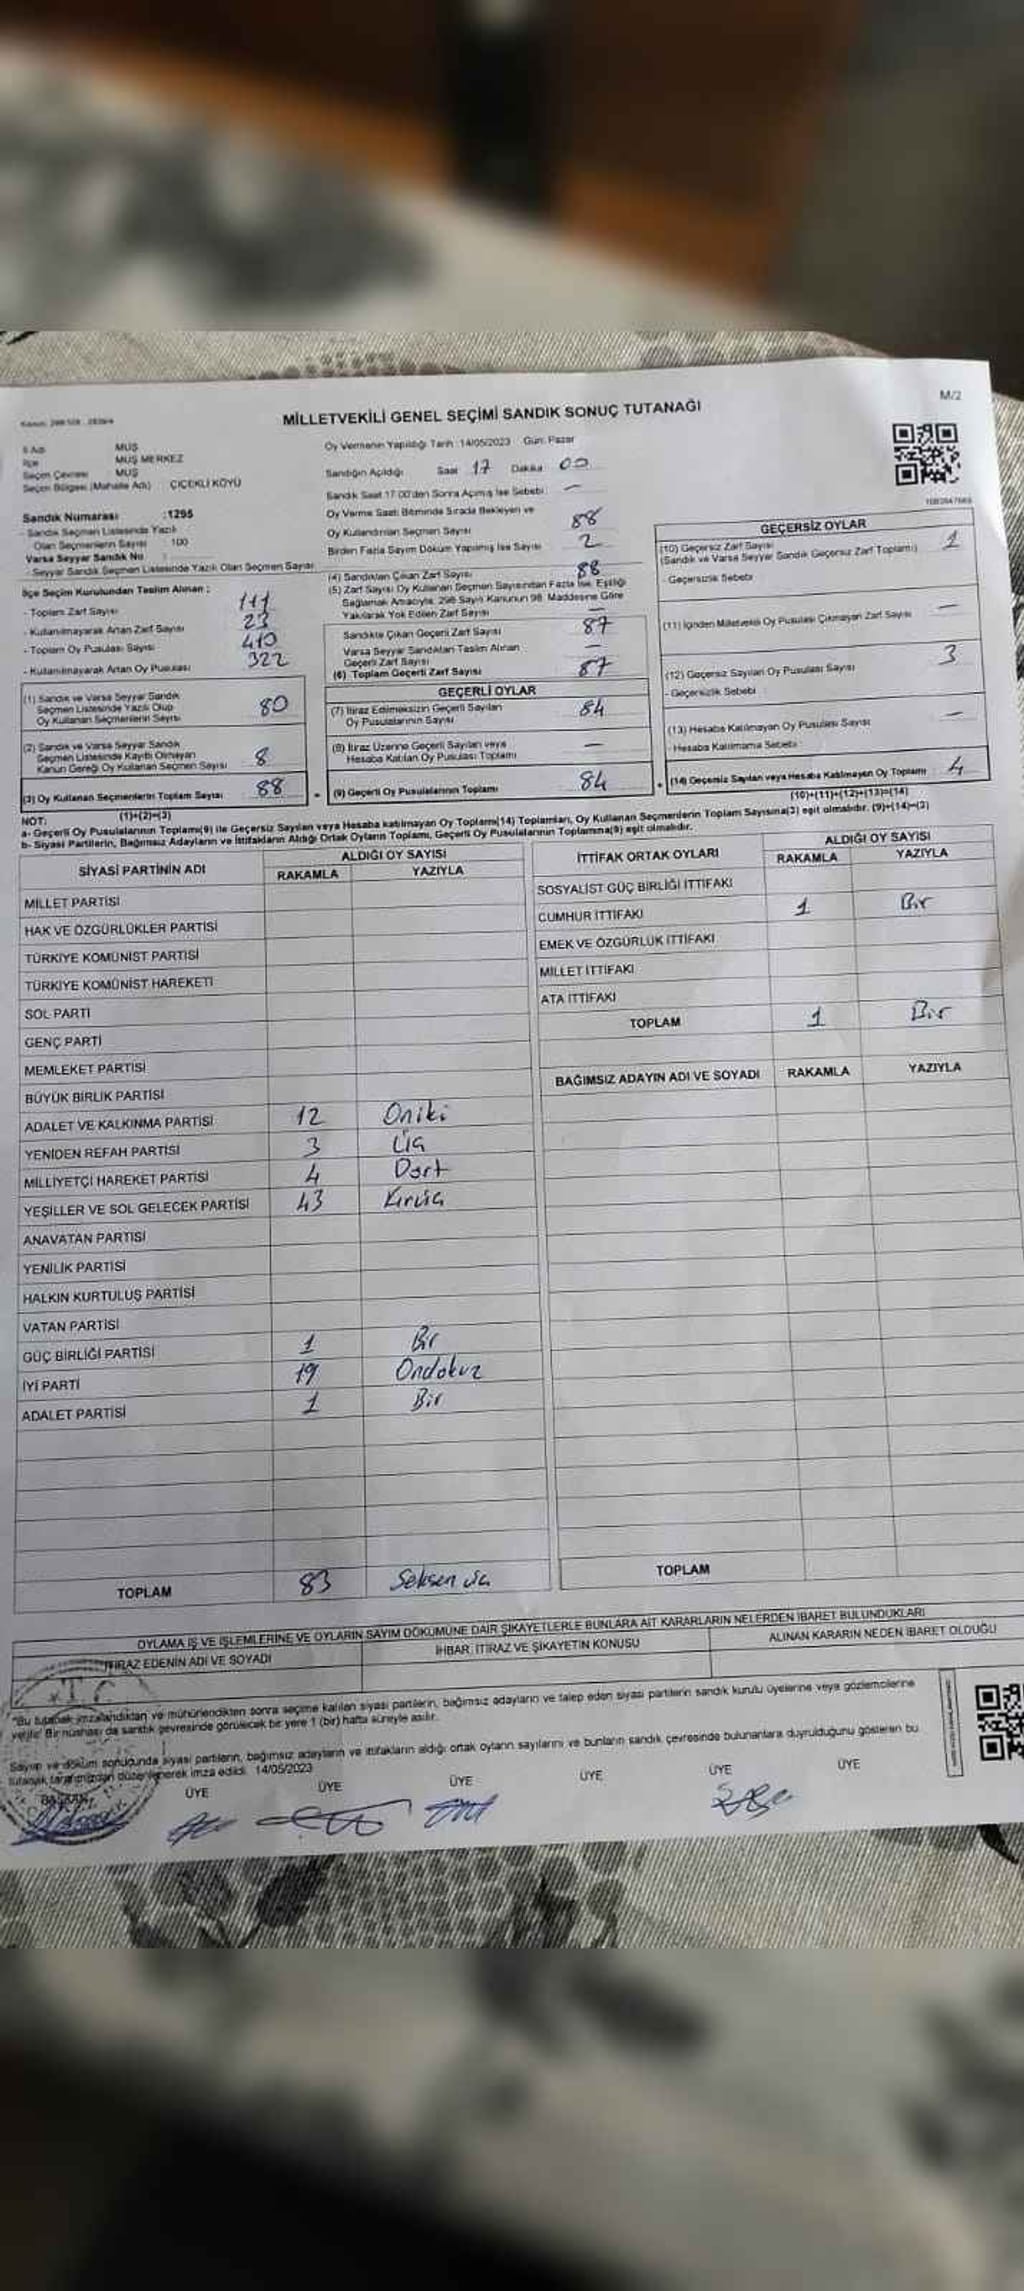 M/2
MİLLETVEKİLİ GENEL SEÇİMİ SANDIK SONUÇ TUTANAĞI
İl Adı MUŞ
İlçe MUŞ MERKEZ
Seçim Çevresi MUŞ
Seçim Bölgesi (Mahalle Adı) ÇİÇEKLİ KÖYÜ
Sandık Numarası :1295
- Sandık Seçmen Listesinde Yazılı
Olan Seçmenlerin Sayısı 100
Varsa Seyyar Sandık No :
- Seyyar Sandık Seçmen Listesinde Yazılı Olan Seçmen Sayısı
İlçe Seçim Kurulundan Teslim Alınan :
- Toplam Zarf Sayısı 111
- Kullanılmayarak Artan Zarf Sayısı 23
- Toplam Oy Pusulası Sayısı 410
- Kullanılmayarak Artan Oy Pusulası 322
(1) Sandık ve Varsa Seyyar Sandık
Seçmen Listesinde Yazılı Olup
Oy Kullanan Seçmenlerin Sayısı 80
(2) Sandık ve Varsa Seyyar Sandık
Seçmen Listesinde Kayıtlı Olmayan
Kanun Gereği Oy Kullanan Seçmen Sayısı 8
(3) Oy Kullanan Seçmenlerin Toplam Sayısı 88
(1)+(2)=(3)
Oy Vermenin Yapıldığı Tarih :14/05/2023 Gün: Pazar
Sandığın Açıldığı Saat 17 Dakika 00
Sandık Saat 17.00'den Sonra Açılmış İse Sebebi: –
Oy Verme Saati Bitiminde Sırada Bekleyen ve
Oy Kullandırılan Seçmen Sayısı 88
Birden Fazla Sayım Döküm Yapılmış İse Sayısı 2
(4) Sandıktan Çıkan Zarf Sayısı 88
(5) Zarf Sayısı Oy Kullanan Seçmen Sayısından Fazla İse, Eşitliği
Sağlamak Amacıyla, 298 Sayılı Kanunun 98. Maddesine Göre
Yakılarak Yok Edilen Zarf Sayısı –
Sandıkta Çıkan Geçerli Zarf Sayısı 87
Varsa Seyyar Sandıktan Teslim Alınan
Geçerli Zarf Sayısı –
(6) Toplam Geçerli Zarf Sayısı 87
GEÇERLİ OYLAR
(7) İtiraz Edilmeksizin Geçerli Sayılan
Oy Pusulalarının Sayısı 84
(8) İtiraz Üzerine Geçerli Sayılan veya
Hesaba Katılan Oy Pusulası Toplamı –
(9) Geçerli Oy Pusulalarının Toplamı 84
GEÇERSİZ OYLAR
(10) Geçersiz Zarf Sayısı 1
(Sandık ve Varsa Seyyar Sandık Geçersiz Zarf Toplamı)
- Geçersizlik Sebebi
(11) İçinden Milletvekili Oy Pusulası Çıkmayan Zarf Sayısı –
(12) Geçersiz Sayılan Oy Pusulası Sayısı 3
- Geçersizlik Sebebi
(13) Hesaba Katılmayan Oy Pusulası Sayısı –
- Hesaba Katılmama Sebebi
(14) Geçersiz Sayılan veya Hesaba Katılmayan Oy Toplamı : 4
(10)+(11)+(12)+(13)=(14)
NOT:
a- Geçerli Oy Pusulalarının Toplamı(9) ile Geçersiz Sayılan veya Hesaba katılmayan Oy Toplamı(14) Toplamları, Oy Kullanan Seçmenlerin Toplam Sayısına(3) eşit olmalıdır. (9)+(14)=(3)
b- Siyasi Partilerin, Bağımsız Adayların ve İttifakların Aldığı Ortak Oyların Toplamı, Geçerli Oy Pusulalarının Toplamına(9) eşit olmalıdır.
SİYASİ PARTİNİN ADI ALDIĞI OY SAYISI
RAKAMLA YAZIYLA
MİLLET PARTİSİ
HAK VE ÖZGÜRLÜKLER PARTİSİ
TÜRKİYE KOMÜNİST PARTİSİ
TÜRKİYE KOMÜNİST HAREKETİ
SOL PARTİ
GENÇ PARTİ
MEMLEKET PARTİSİ
BÜYÜK BİRLİK PARTİSİ
ADALET VE KALKINMA PARTİSİ 12 Oniki
YENİDEN REFAH PARTİSİ 3 Üç
MİLLİYETÇİ HAREKET PARTİSİ 4 Dört
YEŞİLLER VE SOL GELECEK PARTİSİ 43 Kırküç
ANAVATAN PARTİSİ
YENİLİK PARTİSİ
HALKIN KURTULUŞ PARTİSİ
VATAN PARTİSİ
GÜÇ BİRLİĞİ PARTİSİ 1 Bir
İYİ PARTİ 19 Ondokuz
ADALET PARTİSİ 1 Bir
TOPLAM 83 Seksen üç
İTTİFAK ORTAK OYLARI ALDIĞI OY SAYISI
RAKAMLA YAZIYLA
SOSYALİST GÜÇ BİRLİĞİ İTTİFAKI
CUMHUR İTTİFAKI 1 Bir
EMEK VE ÖZGÜRLÜK İTTİFAKI
MİLLET İTTİFAKI
ATA İTTİFAKI
TOPLAM 1 Bir
BAĞIMSIZ ADAYIN ADI VE SOYADI RAKAMLA YAZIYLA
TOPLAM
OYLAMA İŞ VE İŞLEMLERİNE VE OYLARIN SAYIM DÖKÜMÜNE DAİR ŞİKAYETLERLE BUNLARA AİT KARARLARIN NELERDEN İBARET BULUNDUKLARI
İTİRAZ EDENİN ADI VE SOYADI İHBAR, İTİRAZ VE ŞİKAYETİN KONUSU ALINAN KARARIN NEDEN İBARET OLDUĞU
T.C.
"Bu tutanak imzalandıktan ve mühürlendikten sonra seçime katılan siyasi partilerin, bağımsız adayların ve talep eden siyasi partilerin sandık kurulu üyelerine veya gözlemcilerine
verilir. Bir nüshası da sandık çevresinde görülecek bir yere 1 (bir) hafta süreyle asılır.
Sayım ve döküm sonucunda siyasi partilerin, bağımsız adayların ve ittifakların aldığı ortak oyların sayılarını ve bunların sandık çevresinde bulunanlara duyrulduğunu gösteren bu
tutanak tarafımızdan düzenlenerek imza edildi. 14/05/2023
BAŞKAN ÜYE ÜYE ÜYE ÜYE ÜYE ÜYE